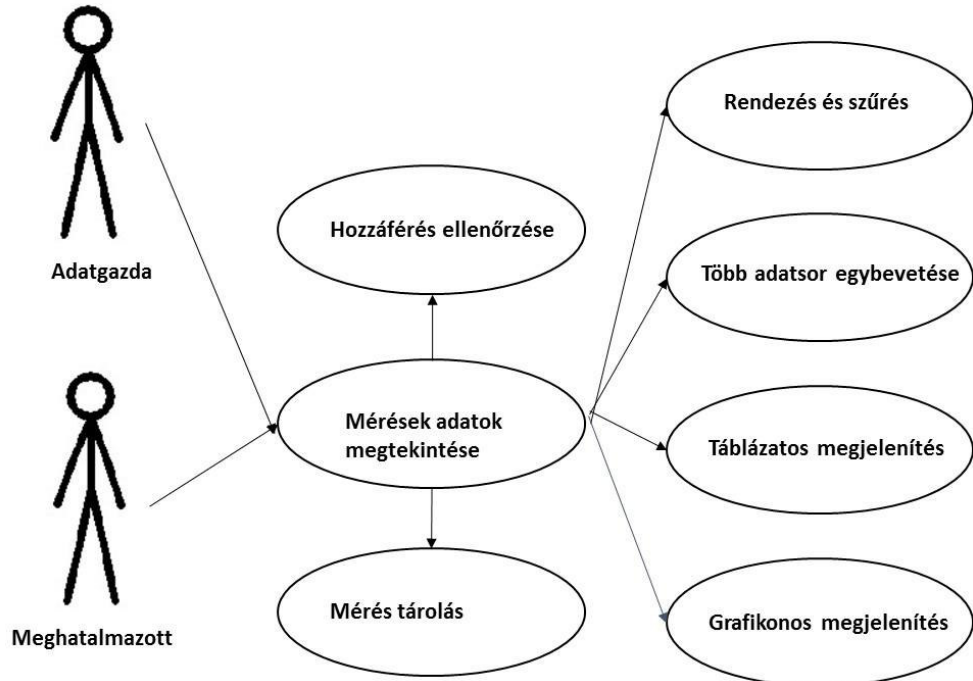 Adatgazda
Meghatalmazott
Hozzáférés ellenőrzése
Mérések adatok
megtekintése
Mérés tárolás
Rendezés és szűrés
Több adatsor egybevetése
Táblázatos megjelenítés
Grafikonos megjelenítés